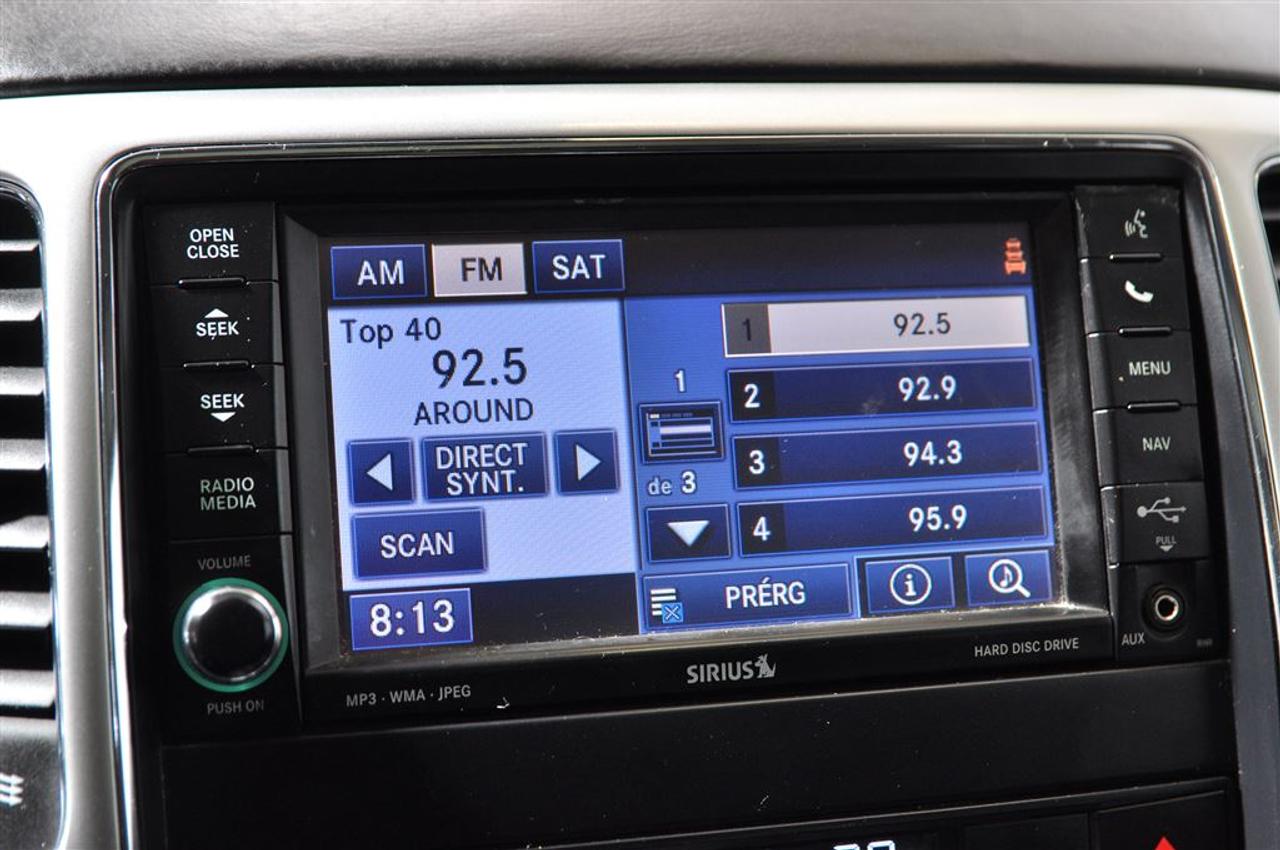 OPEN
CLOSE
SEEK
SEEK
RADIO
MEDIA
VOLUME
PUSH ON
AM FM SAT
Top 40
92.5
AROUND
DIRECT
SYNT.
SCAN
8:13
1
de 3
1 92.5
2 92.9
3 94.3
4 95.9
PRÉRG
i
MENU
NAV
PULL
AUX
MP3 · WMA · JPEG
SIRIUS
HARD DISC DRIVE